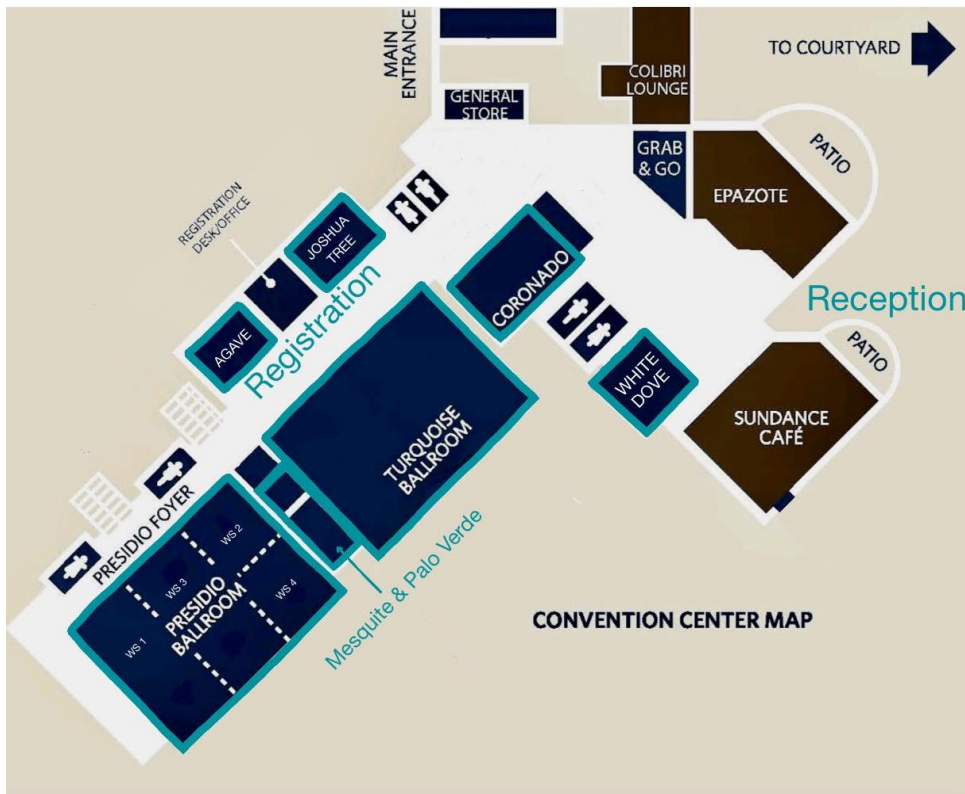 MAIN
ENTRANCE
TO COURTYARD
COLIBRI
LOUNGE
GENERAL
STORE
GRAB
& GO
PATIO
EPAZOTE
REGISTRATION
DESK/OFFICE
JOSHUA
TREE
CORONADO
Registration
Reception
AGAVE
PATIO
WHITE
DOVE
SUNDANCE
CAFÉ
TURQUOISE
BALLROOM
PRESIDIO FOYER
WS 2
WS 3
WS 4
WS 1
PRESIDIO
BALLROOM
Mesquite & Palo Verde
CONVENTION CENTER MAP